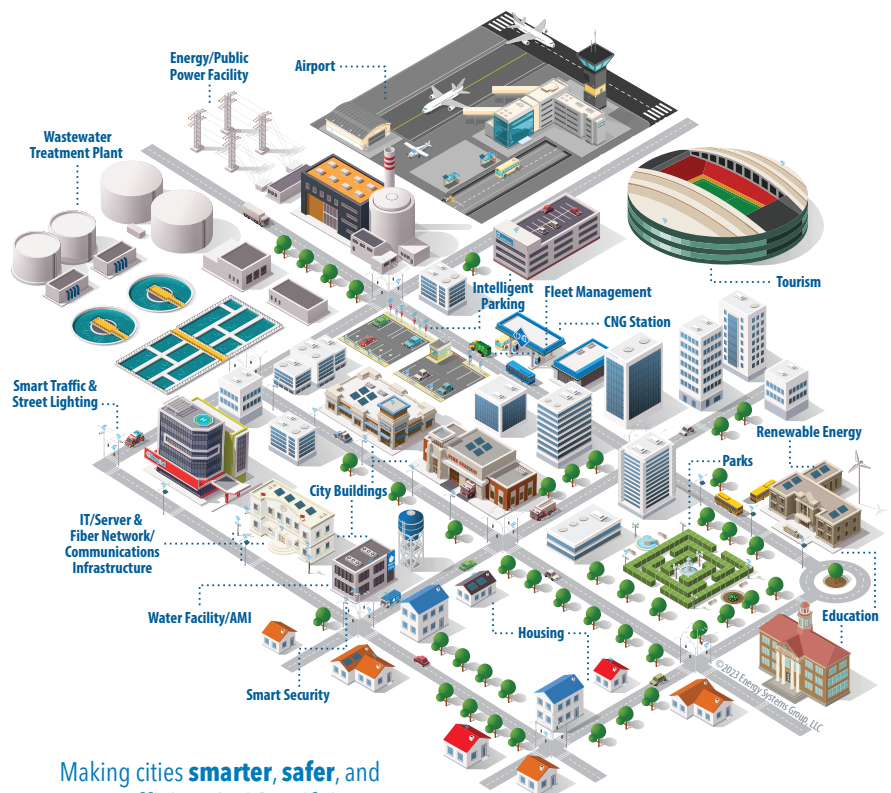 Energy/Public
Power Facility
Airport
Wastewater
Treatment Plant
Tourism
Intelligent
Parking
Fleet Management
CNG Station
Smart Traffic &
Street Lighting
Renewable Energy
Parks
FIRE STATION
City Buildings
IT/Server &
Fiber Network/
Communications
Infrastructure
Water Facility/AMI
Housing
Education
Smart Security
©2023 Energy Systems Group, LLC
Making cities smarter, safer, and